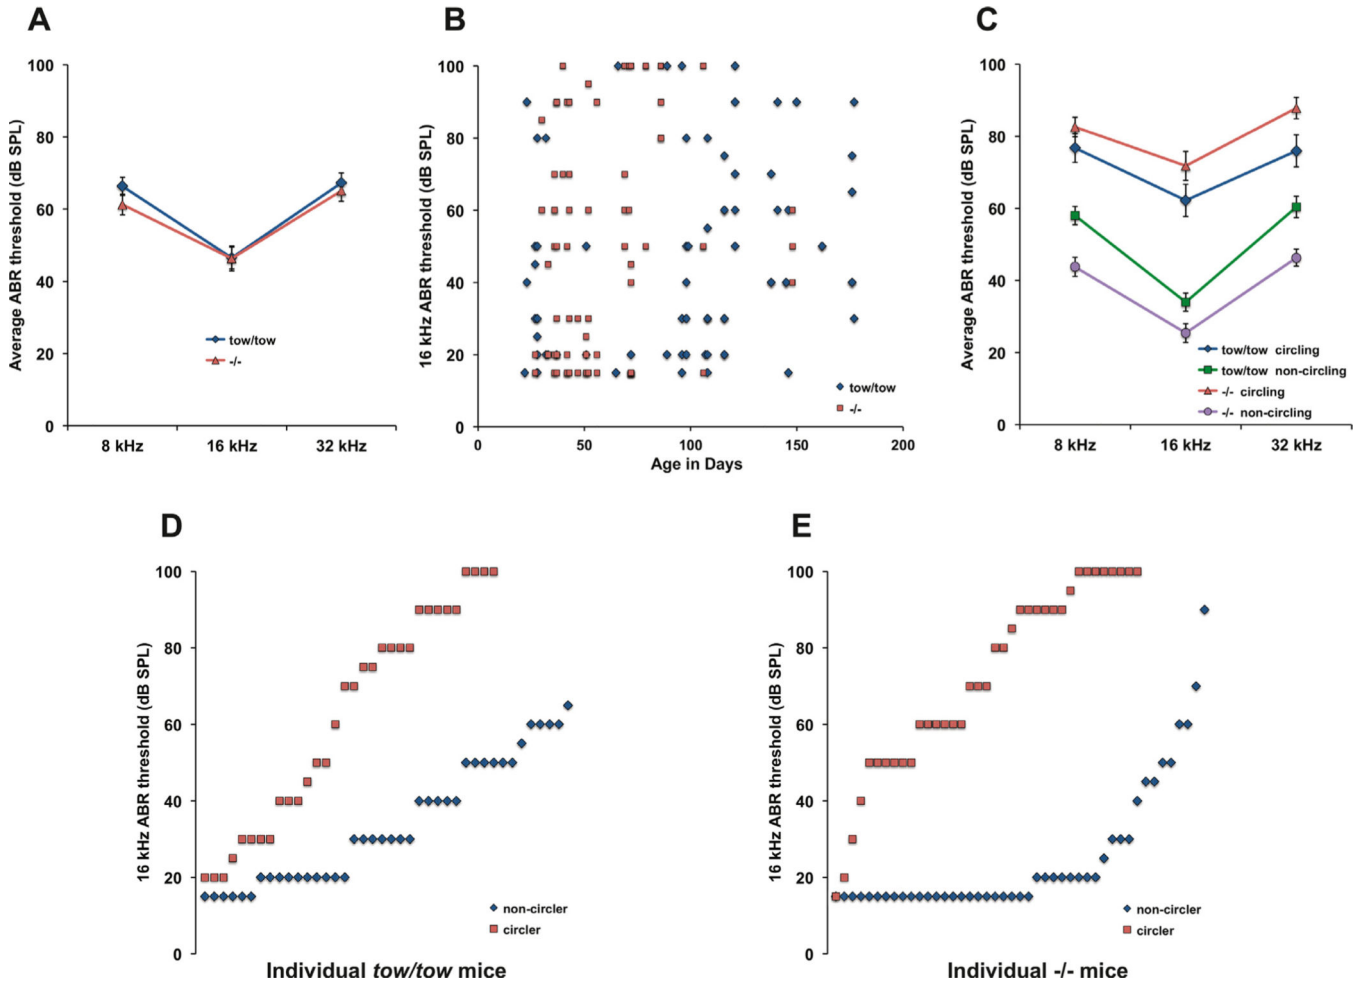 A
Average ABR threshold (dB SPL)
100
80
60
40
20
0
8 kHz
16 kHz
32 kHz
tow/tow
-/-
B
16 kHz ABR threshold (dB SPL)
100
80
60
40
20
0
0
50
100
150
200
Age in Days
tow/tow
-/-
C
Average ABR threshold (dB SPL)
100
80
60
40
20
0
8 kHz
16 kHz
32 kHz
tow/tow circling
tow/tow non-circling
-/- circling
-/- non-circling
D
16 kHz ABR threshold (dB SPL)
100
80
60
40
20
0
non-circler
circler
Individual tow/tow mice
E
16 kHz ABR threshold (dB SPL)
100
80
60
40
20
0
non-circler
circler
Individual -/- mice